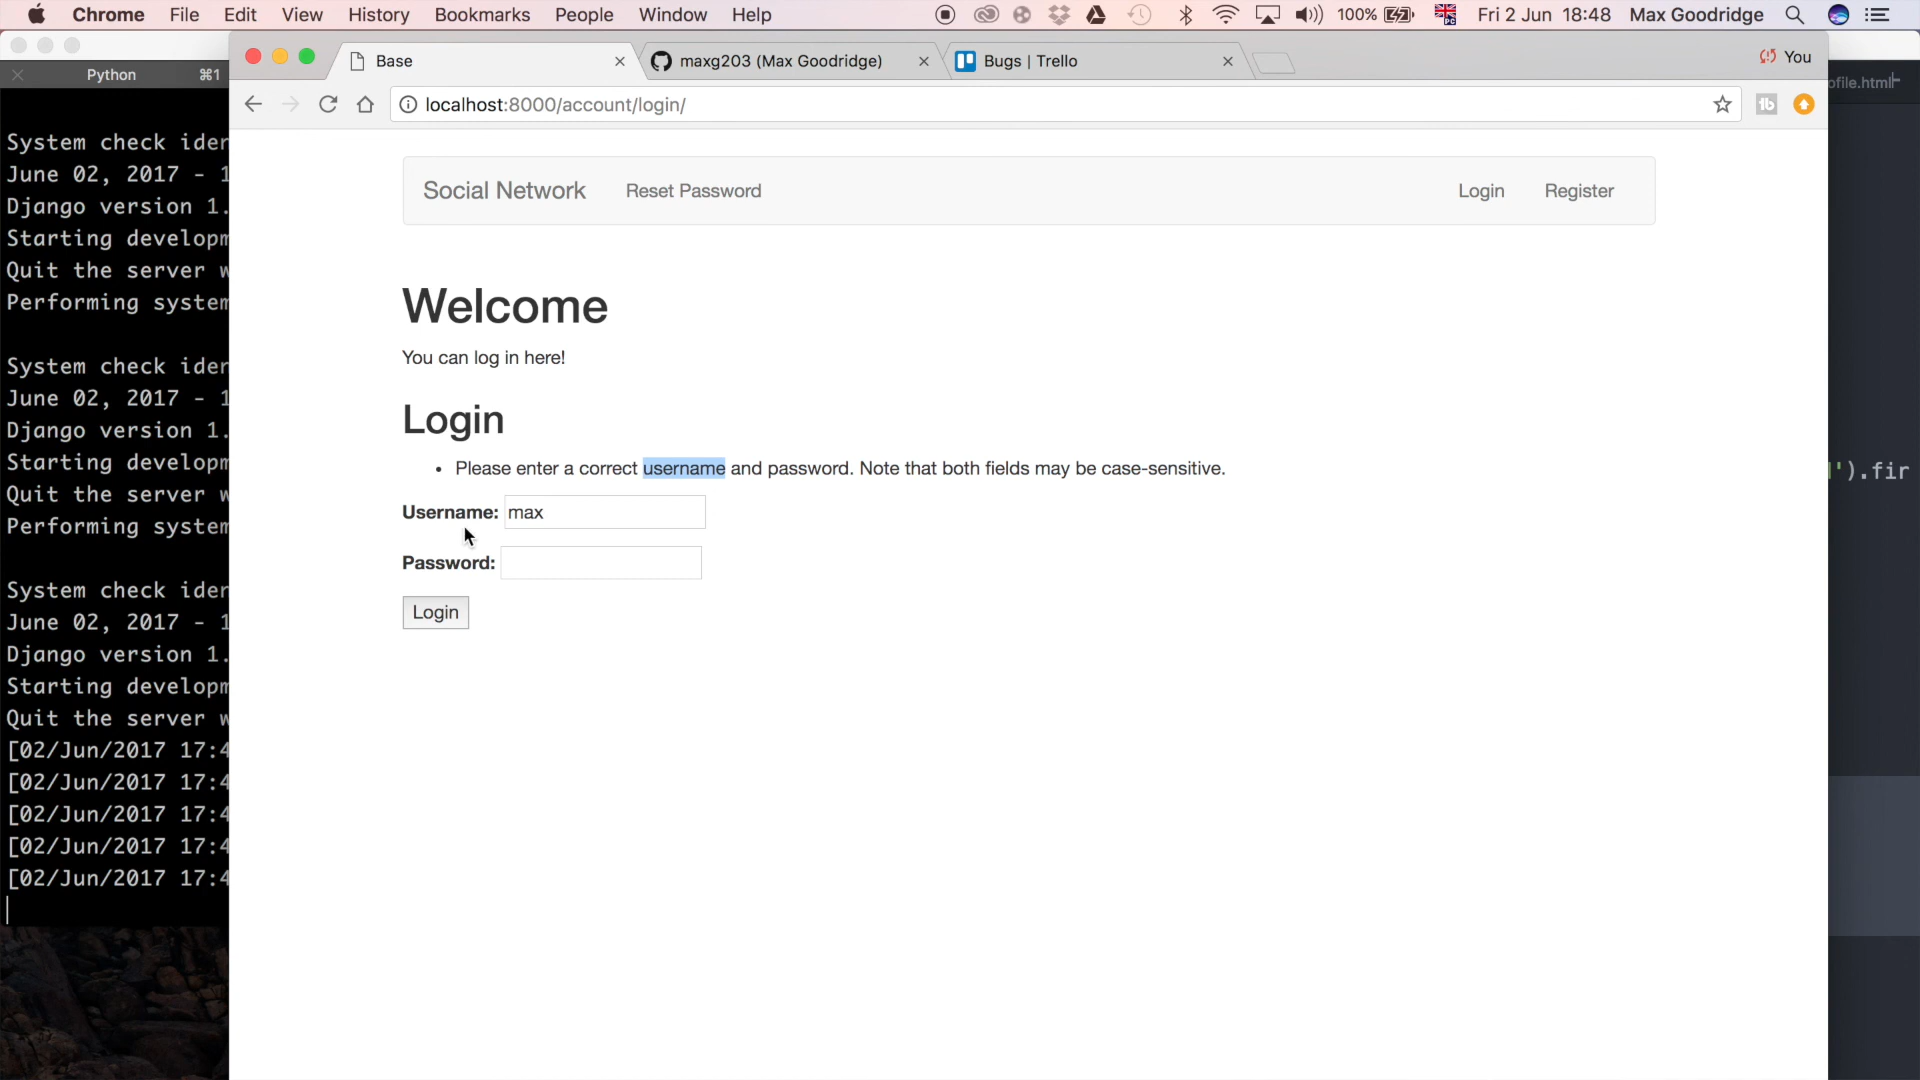 Chrome File Edit View History Bookmarks People Window Help 100% Fri 2 Jun 18:48 Max Goodridge
Python ⌘1
Base
maxg203 (Max Goodridge)
Bugs | Trello
You
localhost:8000/account/login/
ofile.html
Social Network Reset Password Login Register
Welcome
You can log in here!
Login
• Please enter a correct username and password. Note that both fields may be case-sensitive.
Username: max
Password:
Login
System check iden
June 02, 2017 - 1
Django version 1.
Starting developm
Quit the server w
Performing system
System check iden
June 02, 2017 - 1
Django version 1.
Starting developm
Quit the server w
Performing system
System check iden
June 02, 2017 - 1
Django version 1.
Starting developm
Quit the server w
[02/Jun/2017 17:4
[02/Jun/2017 17:4
[02/Jun/2017 17:4
[02/Jun/2017 17:4
[02/Jun/2017 17:4
').fir